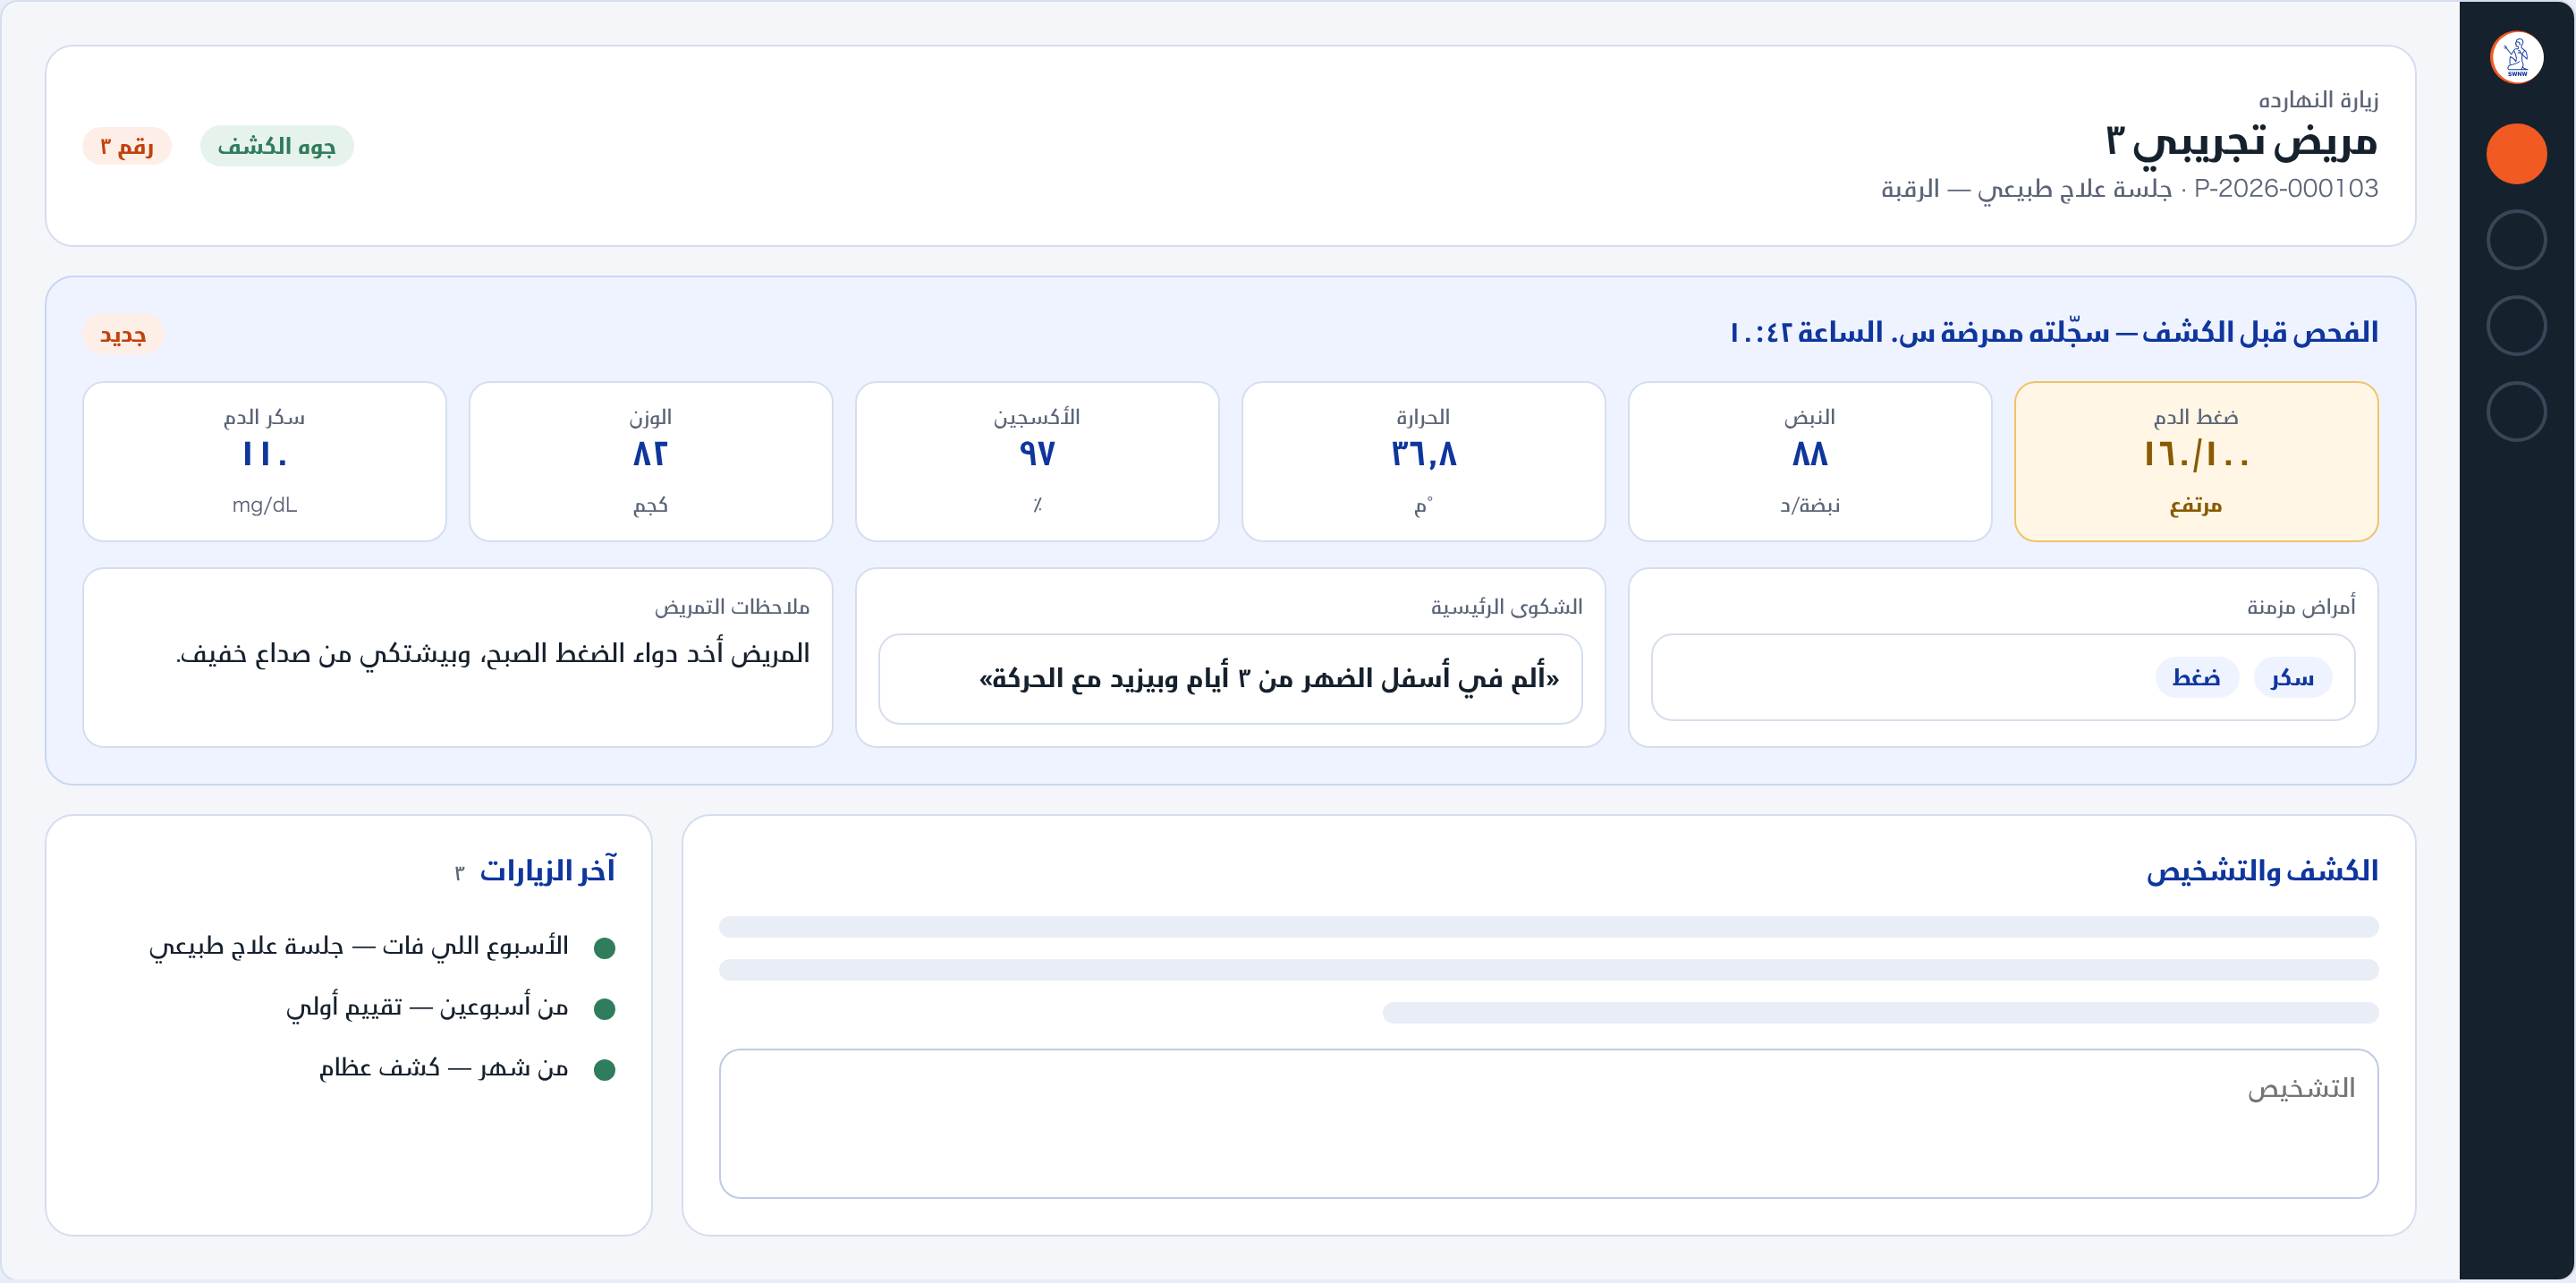 SWNW
زيارة النهارده
مريض تجريبي ٣
P-2026-000103 · جلسة علاج طبيعي — الرقبة
جوه الكشف
رقم ٣
الفحص قبل الكشف — سجّلته ممرضة س. الساعة ١٠:٤٢
جديد
ضغط الدم
١٦٠/١٠٠
مرتفع
النبض
٨٨
نبضة/د
الحرارة
٣٦,٨
°م
الأكسجين
٩٧
٪
الوزن
٨٢
كجم
سكر الدم
١١٠
mg/dL
أمراض مزمنة
سكر
ضغط
الشكوى الرئيسية
«ألم في أسفل الضهر من ٣ أيام وبيزيد مع الحركة»
ملاحظات التمريض
المريض أخد دواء الضغط الصبح، وبيشتكي من صداع خفيف.
الكشف والتشخيص
التشخيص
آخر الزيارات ٣
الأسبوع اللي فات — جلسة علاج طبيعي
من أسبوعين — تقييم أولي
من شهر — كشف عظام